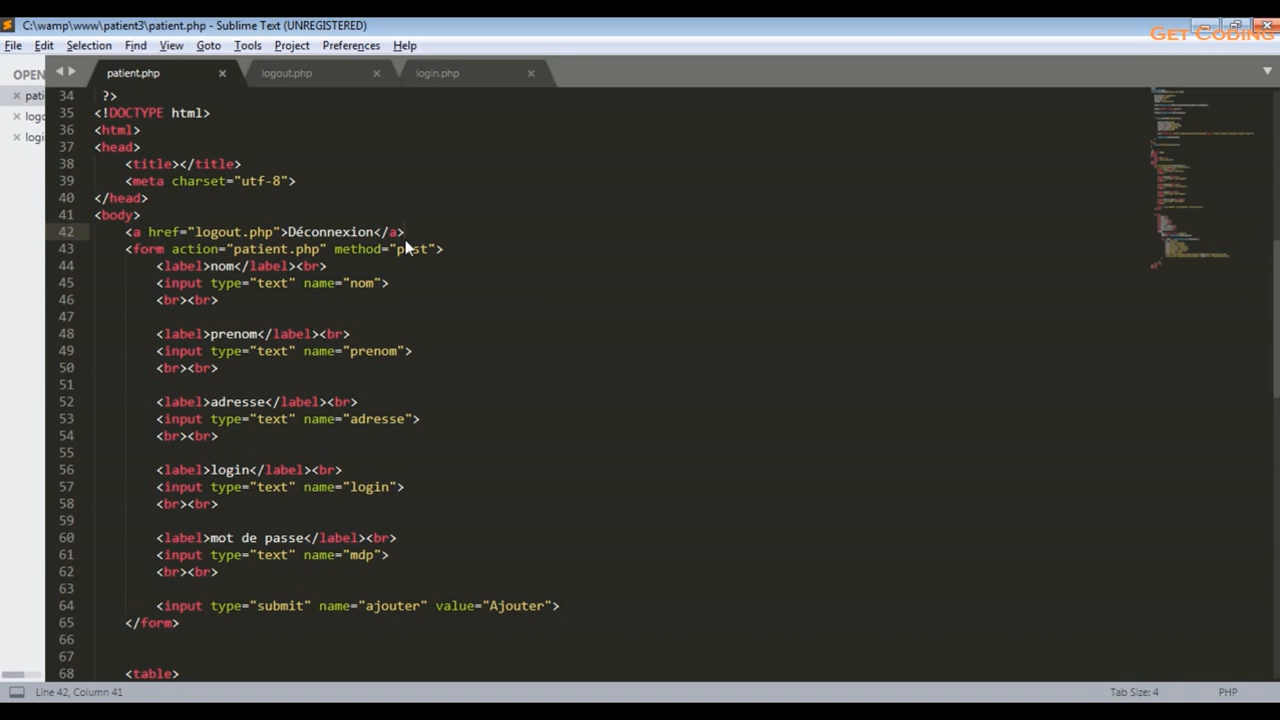 C:\wamp\www\patient3\patient.php - Sublime Text (UNREGISTERED)
GET CODING
File Edit Selection Find View Goto Tools Project Preferences Help
OPEN
patient.php × logout.php × login.php ×
× pati
× logo
× logi
34 ?>
35 <!DOCTYPE html>
36 <html>
37 <head>
38 <title></title>
39 <meta charset="utf-8">
40 </head>
41 <body>
42 <a href="logout.php">Déconnexion</a>
43 <form action="patient.php" method="post">
44 <label>nom</label><br>
45 <input type="text" name="nom">
46 <br><br>
47
48 <label>prenom</label><br>
49 <input type="text" name="prenom">
50 <br><br>
51
52 <label>adresse</label><br>
53 <input type="text" name="adresse">
54 <br><br>
55
56 <label>login</label><br>
57 <input type="text" name="login">
58 <br><br>
59
60 <label>mot de passe</label><br>
61 <input type="text" name="mdp">
62 <br><br>
63
64 <input type="submit" name="ajouter" value="Ajouter">
65 </form>
66
67
68 <table>
Line 42, Column 41 Tab Size: 4 PHP